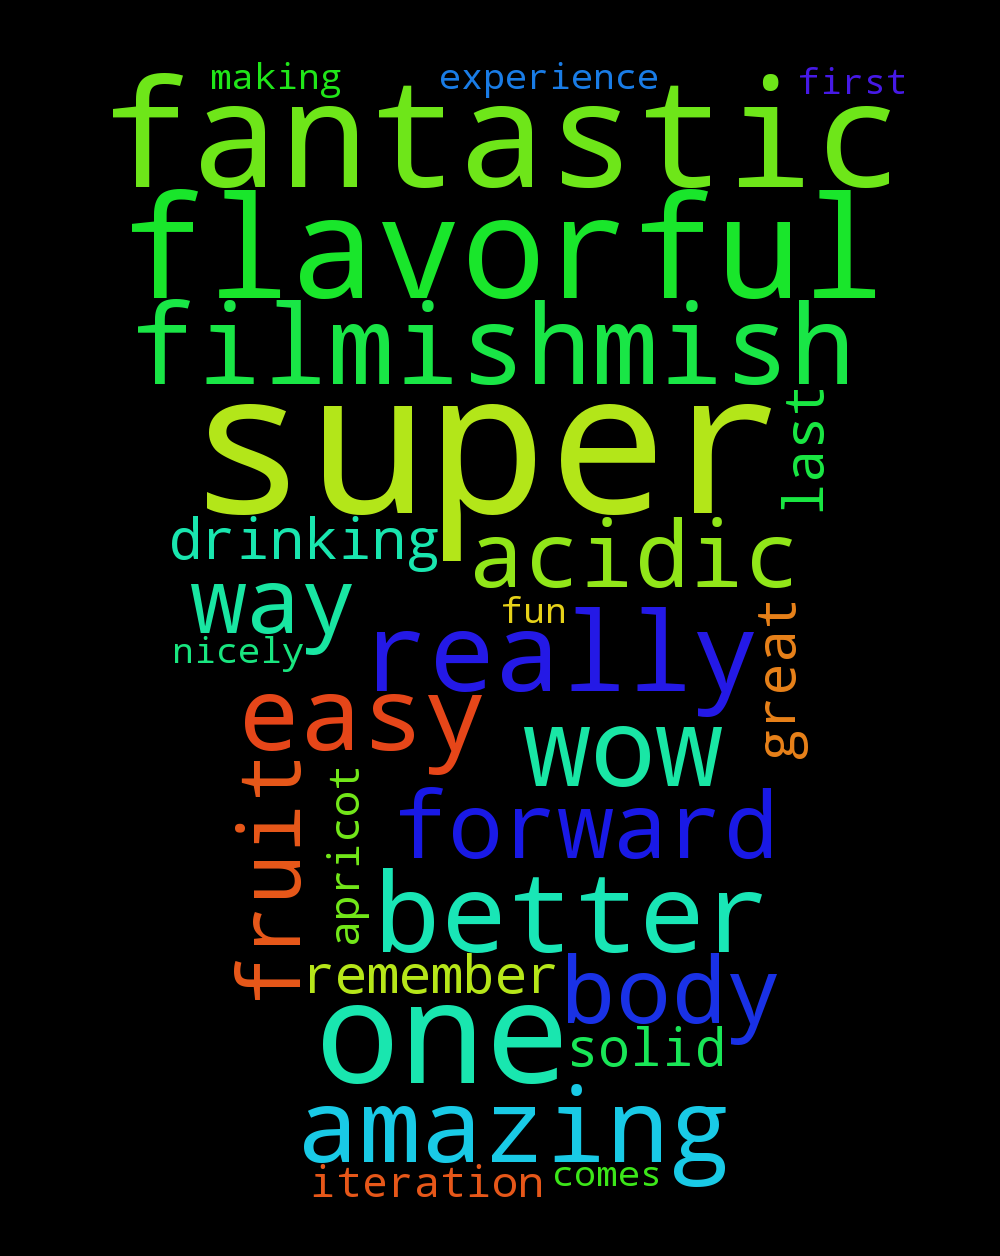 making experience first
fantastic
flavorful
filmishmish
super
last
drinking
acidic
way
fun
really
great
nicely
easy
wow
fruit
apricot
forward
better
remember
body
one
solid
amazing
iteration
comes